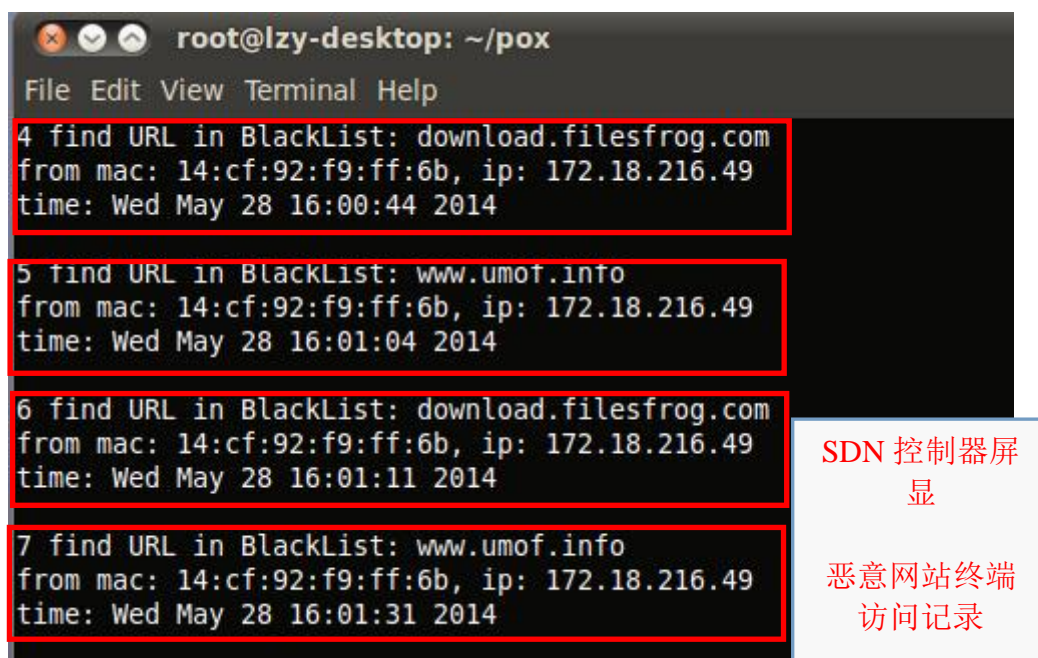 root@lzy-desktop: ~/pox
File Edit View Terminal Help
4 find URL in BlackList: download.filesfrog.com
from mac: 14:cf:92:f9:ff:6b, ip: 172.18.216.49
time: Wed May 28 16:00:44 2014
5 find URL in BlackList: www.umof.info
from mac: 14:cf:92:f9:ff:6b, ip: 172.18.216.49
time: Wed May 28 16:01:04 2014
6 find URL in BlackList: download.filesfrog.com
from mac: 14:cf:92:f9:ff:6b, ip: 172.18.216.49
time: Wed May 28 16:01:11 2014
7 find URL in BlackList: www.umof.info
from mac: 14:cf:92:f9:ff:6b, ip: 172.18.216.49
time: Wed May 28 16:01:31 2014
SDN 控制器屏
显
恶意网站终端
访问记录